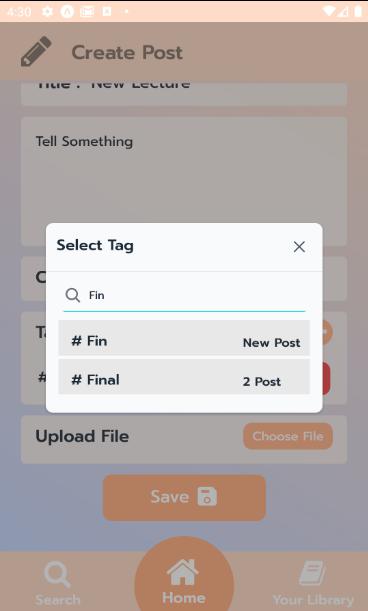 4:30
Create Post
Title : New Lecture
Tell Something
Select Tag
Fin
# Fin New Post
# Final 2 Post
#
Upload File Choose File
Save
Search Home Your Library